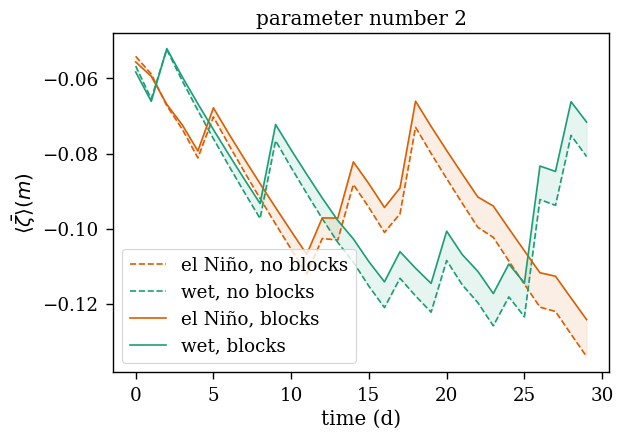 parameter number 2
⟨ζ̄⟩(m)
−0.06
−0.08
−0.10
−0.12
el Niño, no blocks
wet, no blocks
el Niño, blocks
wet, blocks
0 5 10 15 20 25 30
time (d)